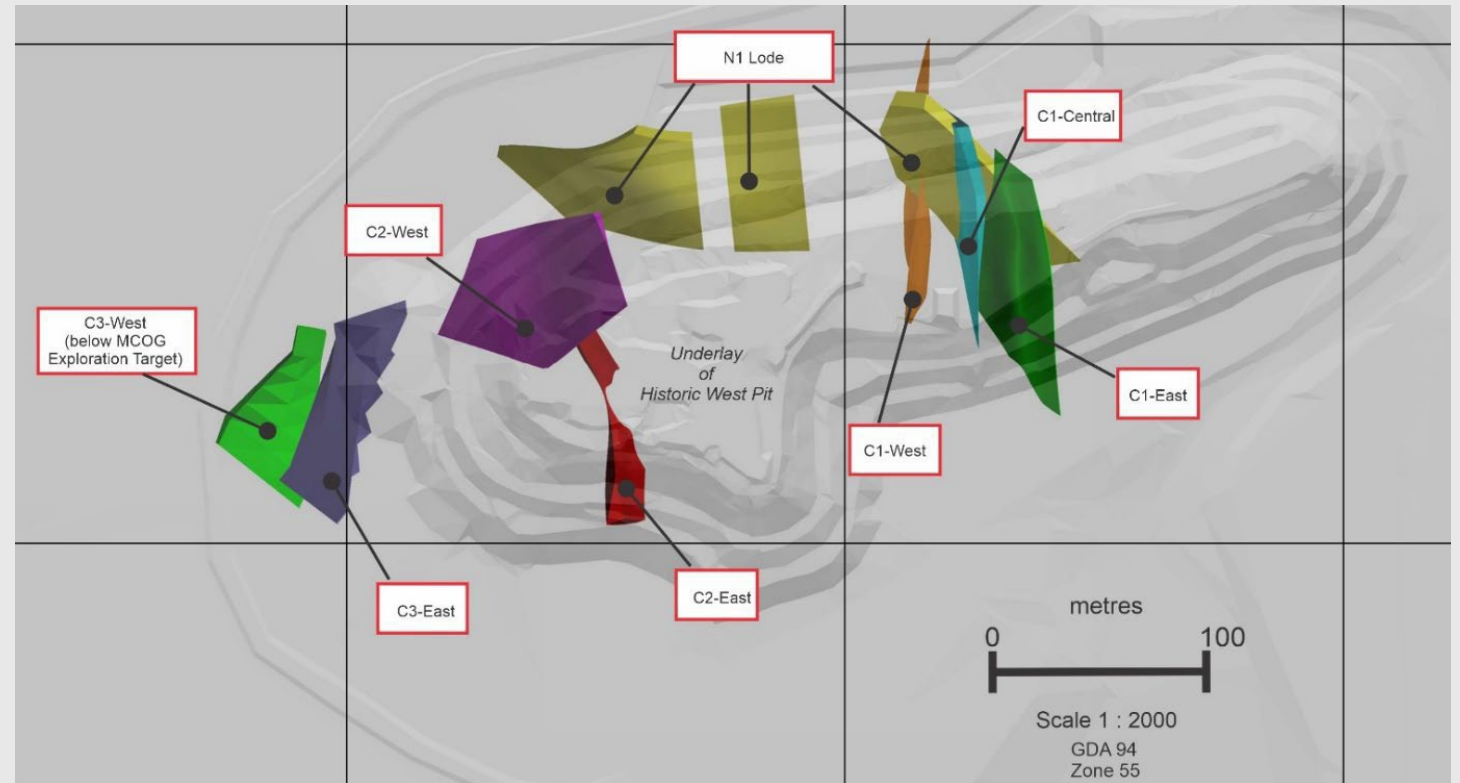 N1 Lode
C1-Central
C2-West
C3-West
(below MCOG
Exploration Target)
Underlay
of
Historic West Pit
C1-East
C1-West
C3-East
C2-East
metres
0 100
Scale 1 : 2000
GDA 94
Zone 55